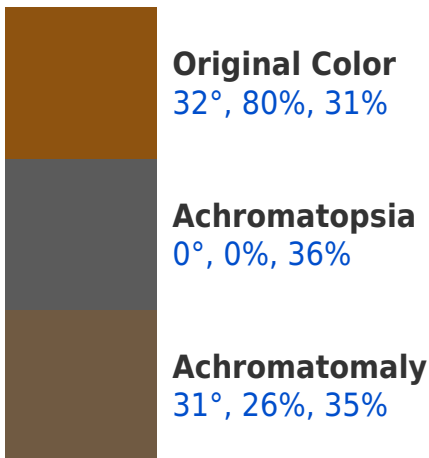 Original Color
32°, 80%, 31%
Achromatopsia
0°, 0%, 36%
Achromatomaly
31°, 26%, 35%